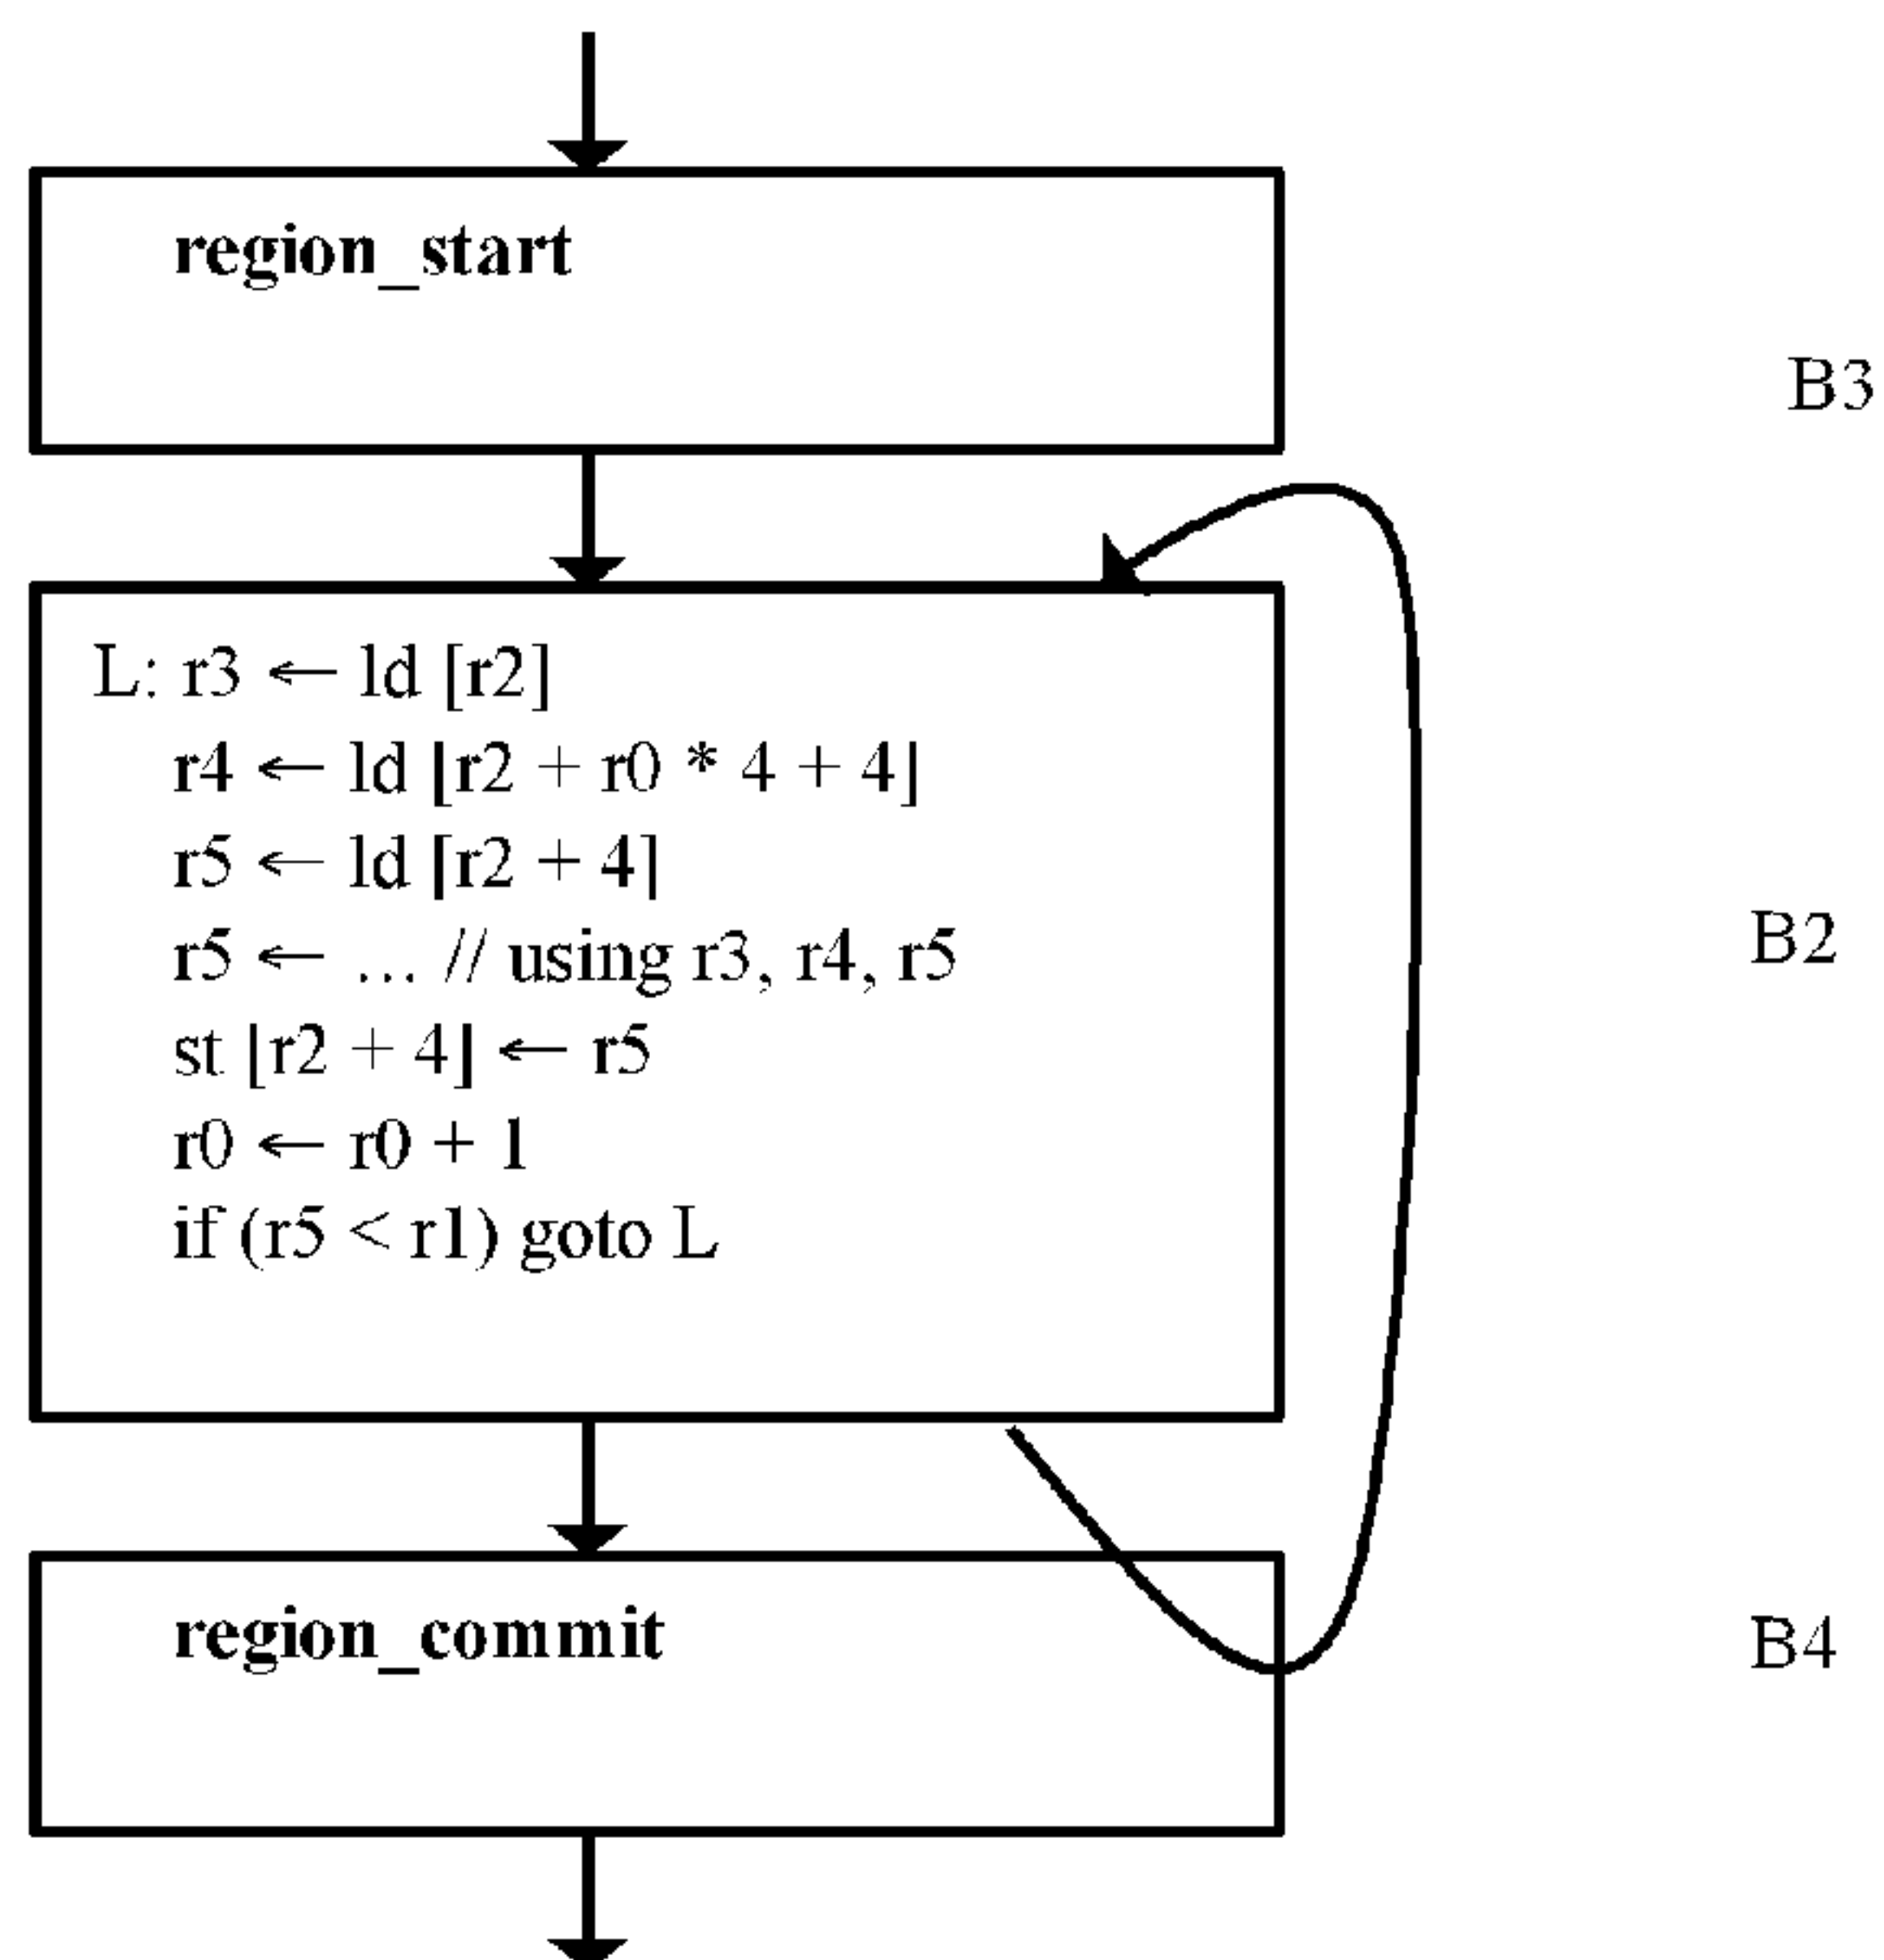 region_start
B3
L: r3 ← ld [r2]
r4 ← ld [r2 + r0 * 4 + 4]
r5 ← ld [r2 + 4]
r5 ← ... // using r3, r4, r5
B2
st [r2 + 4] ← r5
r0 ← r0 + 1
if (r5 < r1) goto L
region_commit
B4